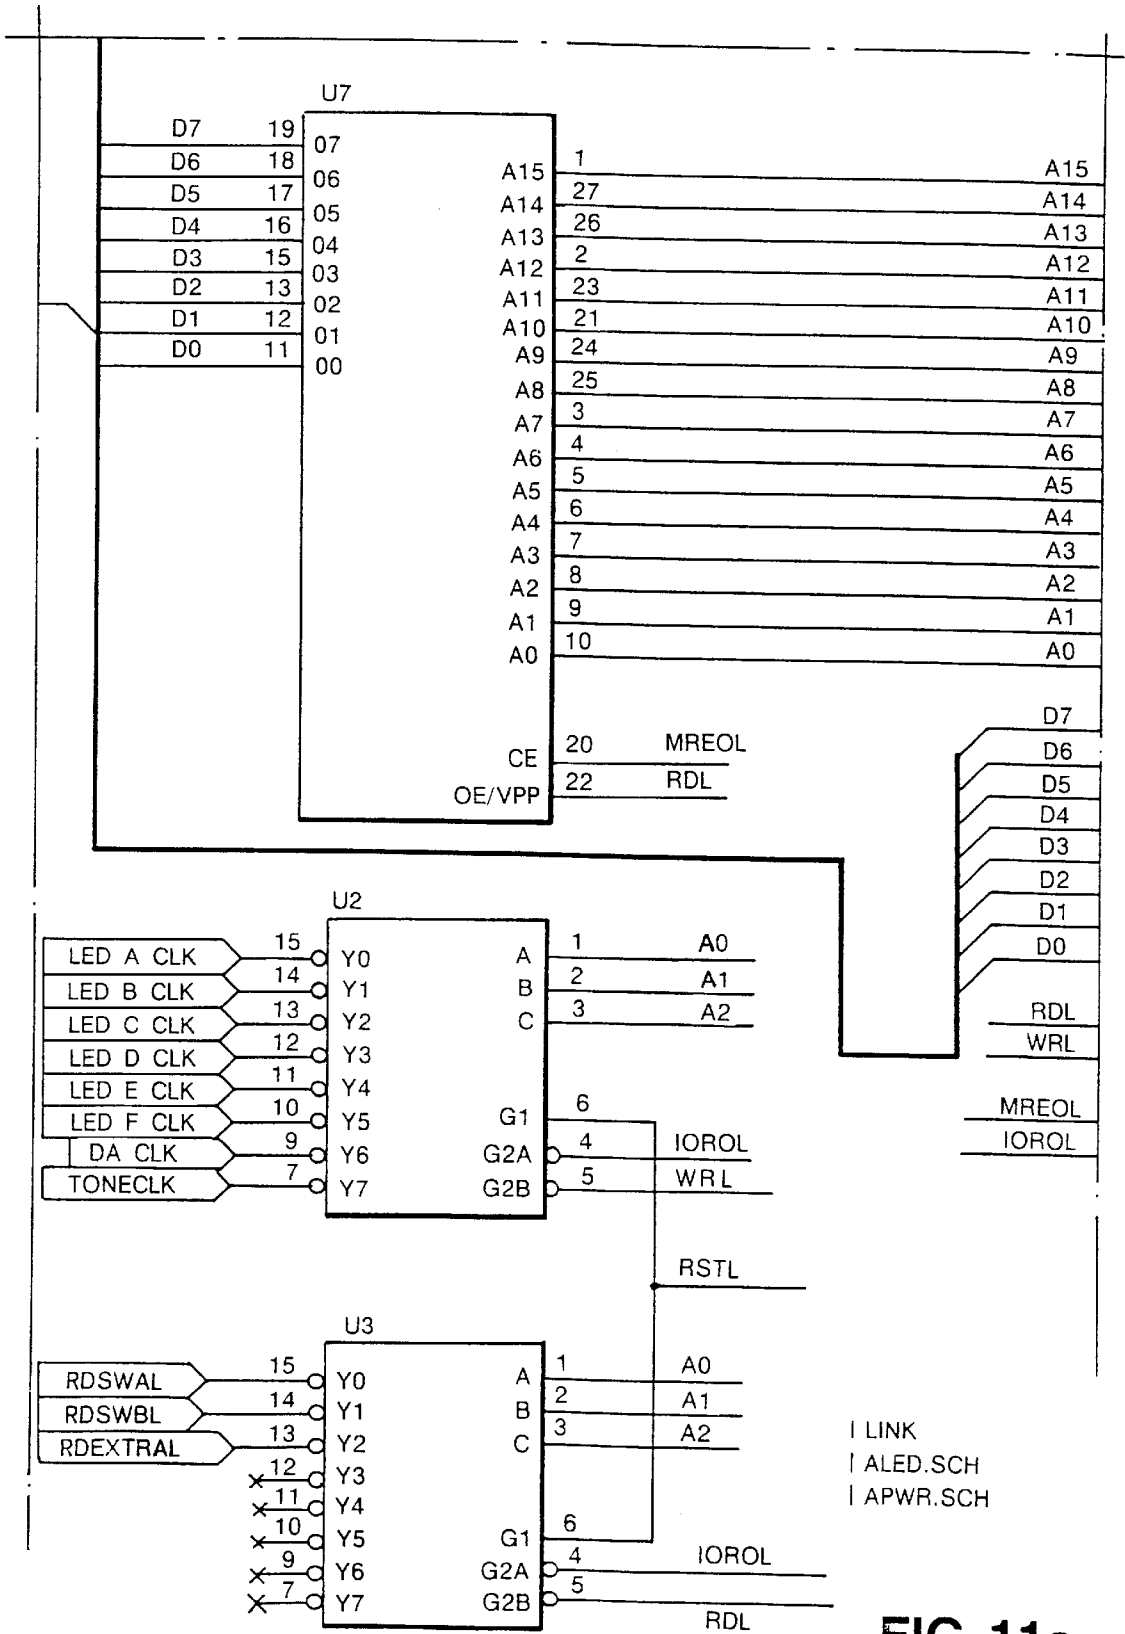 U7
D7 19 07
D6 18 06
D5 17 05
D4 16 04
D3 15 03
D2 13 02
D1 12 01
D0 11 00
A15 1 A15
A14 27 A14
A13 26 A13
A12 2 A12
A11 23 A11
A10 21 A10
A9 24 A9
A8 25 A8
A7 3 A7
A6 4 A6
A5 5 A5
A4 6 A4
A3 7 A3
A2 8 A2
A1 9 A1
A0 10 A0
CE 20 MREOL
OE/VPP 22 RDL
D7
D6
D5
D4
D3
D2
D1
D0
RDL
WRL
MREOL
IOROL
U2
LED A CLK 15 Y0
LED B CLK 14 Y1
LED C CLK 13 Y2
LED D CLK 12 Y3
LED E CLK 11 Y4
LED F CLK 10 Y5
DA CLK 9 Y6
TONECLK 7 Y7
A 1 A0
B 2 A1
C 3 A2
G1 6
G2A 4 IOROL
G2B 5 WRL
RSTL
U3
RDSWAL 15 Y0
RDSWBL 14 Y1
RDEXTRAL 13 Y2
12 Y3
11 Y4
10 Y5
9 Y6
7 Y7
A 1 A0
B 2 A1
C 3 A2
G1 6
G2A 4 IOROL
G2B 5 RDL
| LINK
| ALED.SCH
| APWR.SCH